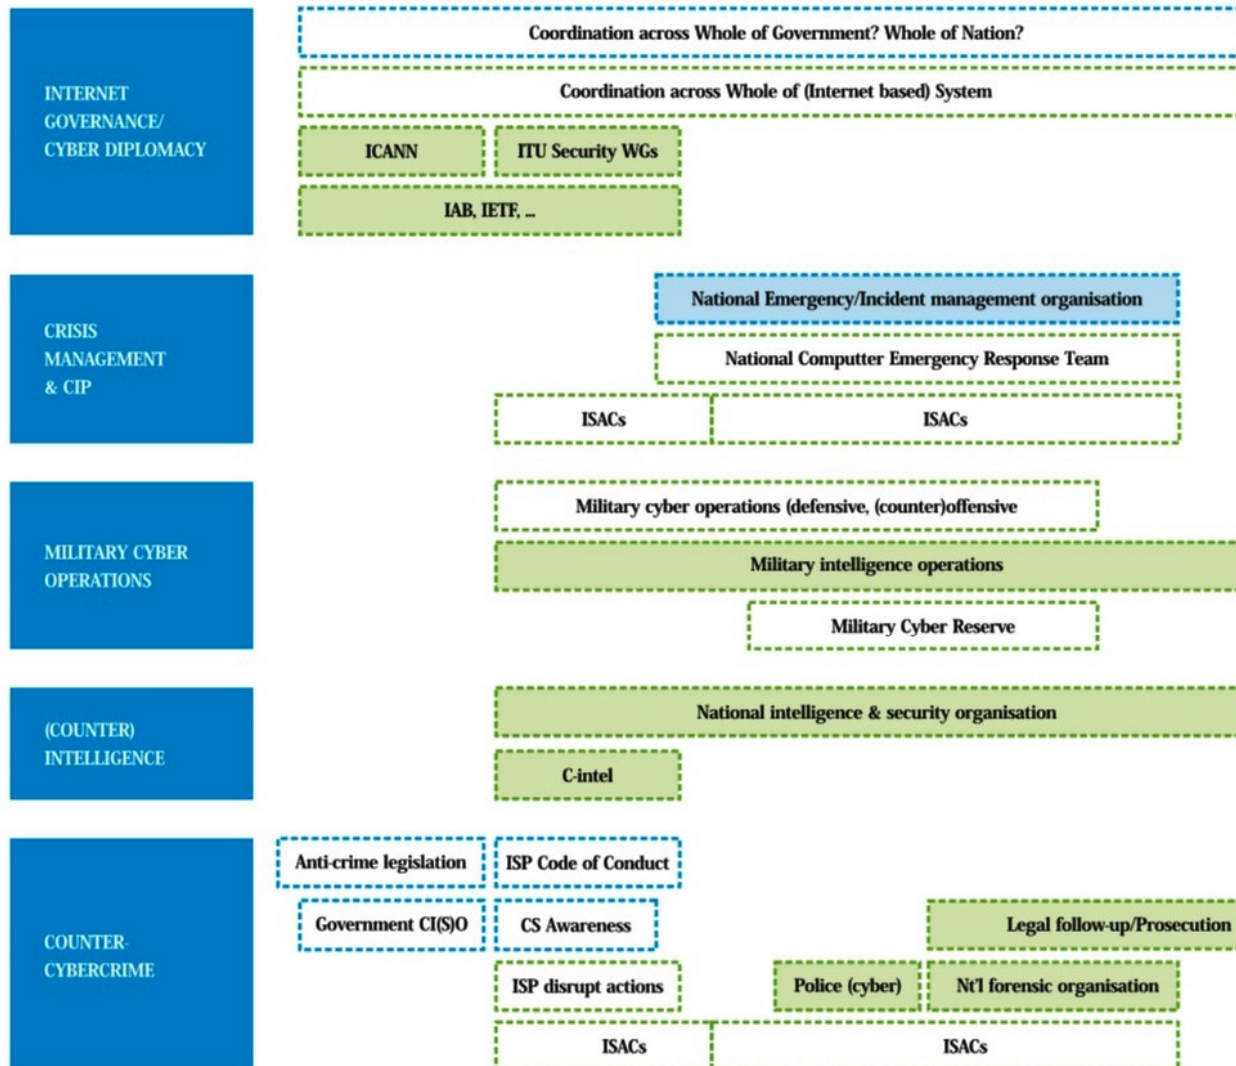 INTERNET
GOVERNANCE/
CYBER DIPLOMACY
Coordination across Whole of Government? Whole of Nation?
Coordination across Whole of (Internet based) System
ICANN
ITU Security WGs
IAB, IETF, ...
CRISIS
MANAGEMENT
& CIP
National Emergency/Incident management organisation
National Computter Emergency Response Team
ISACs
ISACs
MILITARY CYBER
OPERATIONS
Military cyber operations (defensive, (counter)offensive
Military intelligence operations
Military Cyber Reserve
(COUNTER)
INTELLIGENCE
National intelligence & security organisation
C-intel
COUNTER-
CYBERCRIME
Anti-crime legislation
ISP Code of Conduct
Government CI(S)O
CS Awareness
Legal follow-up/Prosecution
ISP disrupt actions
Police (cyber)
Nt'l forensic organisation
ISACs
ISACs